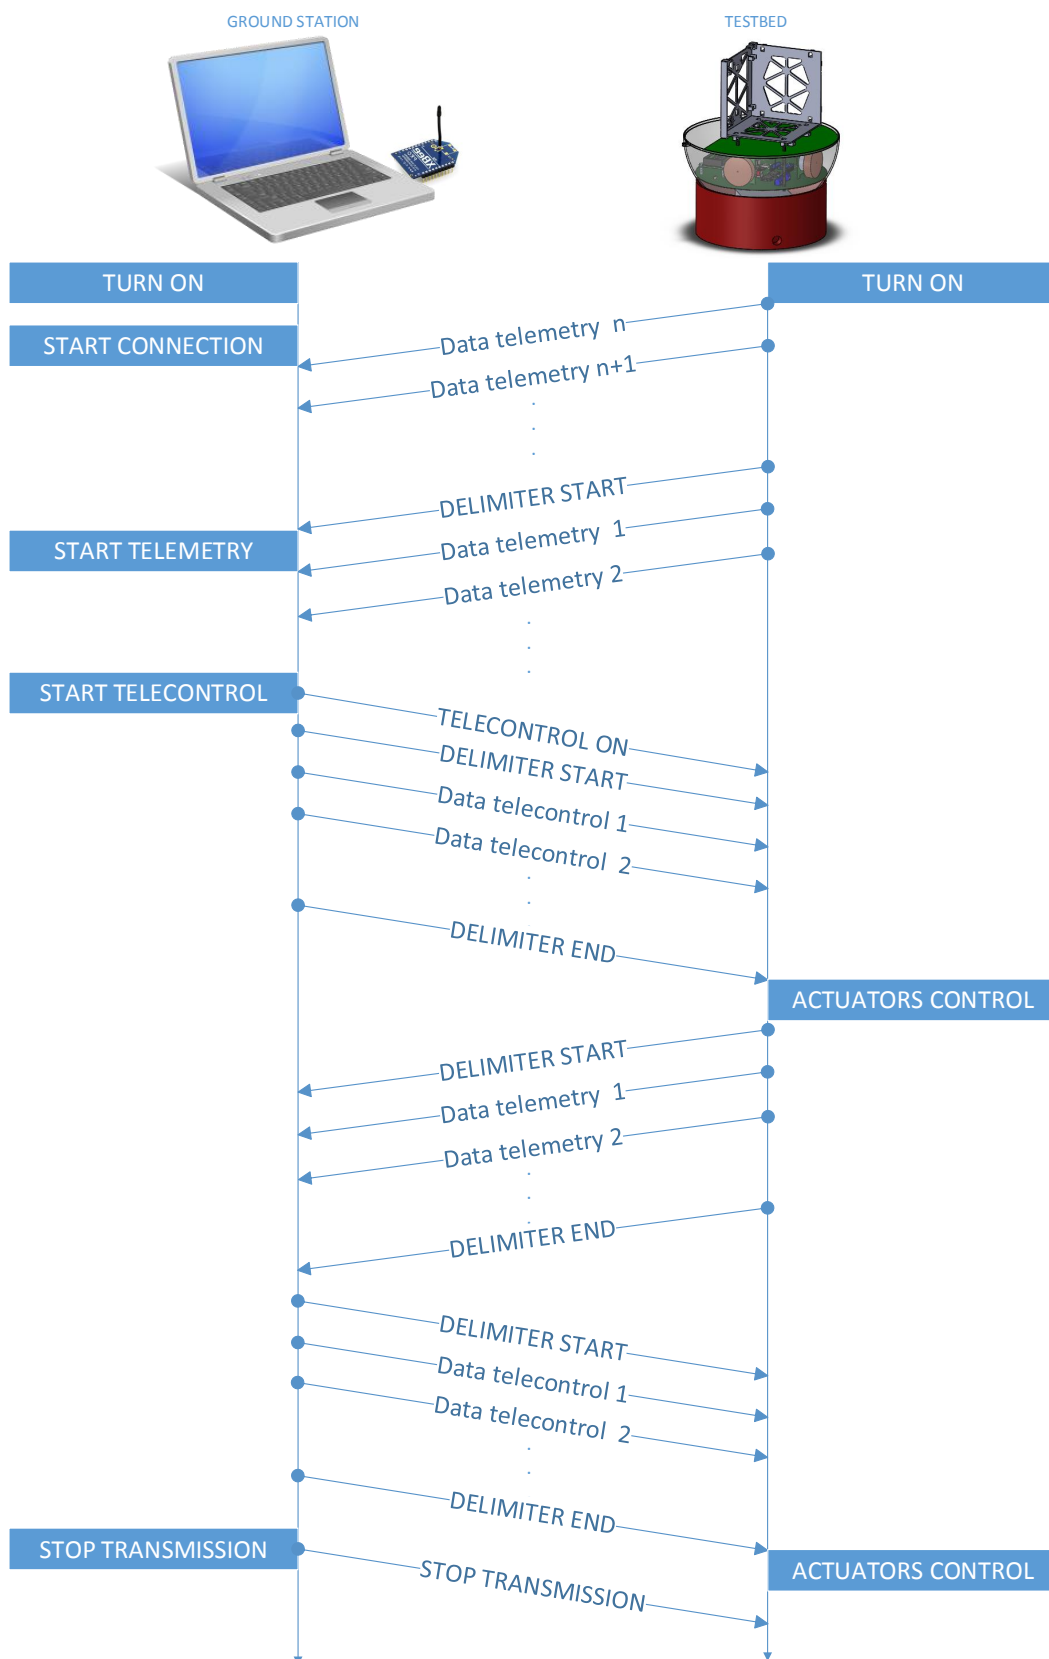 GROUND STATION
TESTBED
TURN ON
TURN ON
Data telemetry n
START CONNECTION
Data telemetry n+1
DELIMITER START
START TELEMETRY
Data telemetry 1
Data telemetry 2
START TELECONTROL
TELECONTROL ON
DELIMITER START
Data telecontrol 1
Data telecontrol 2
DELIMITER END
ACTUATORS CONTROL
DELIMITER START
Data telemetry 1
Data telemetry 2
DELIMITER END
DELIMITER START
Data telecontrol 1
Data telecontrol 2
DELIMITER END
STOP TRANSMISSION
ACTUATORS CONTROL
STOP TRANSMISSION